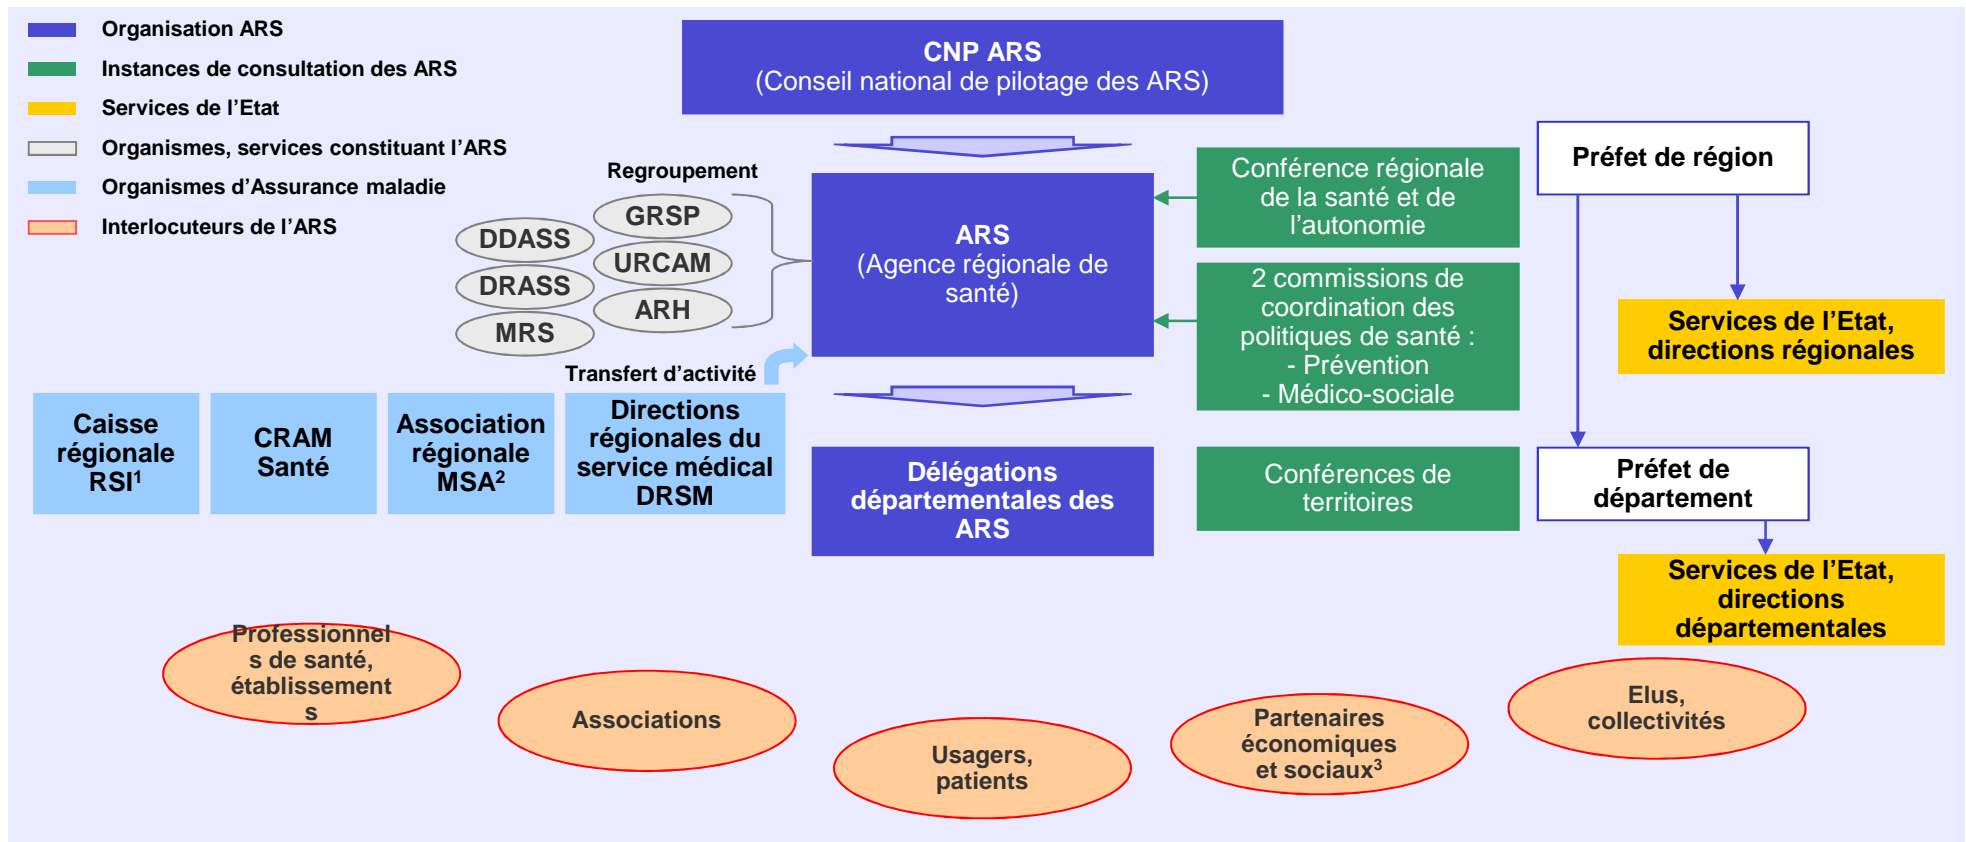 Organisation ARS
Instances de consultation des ARS
Services de l’Etat
Organismes, services constituant l’ARS
Organismes d’Assurance maladie
Interlocuteurs de l’ARS
CNP ARS
(Conseil national de pilotage des ARS)
Regroupement
GRSP
DDASS
URCAM
DRASS
ARH
MRS
ARS
(Agence régionale de
santé)
Conférence régionale
de la santé et de
l’autonomie
2 commissions de
coordination des
politiques de santé :
- Prévention
- Médico-sociale
Préfet de région
Services de l’Etat,
directions régionales
Transfert d’activité
Caisse
régionale
RSI¹
CRAM
Santé
Association
régionale
MSA²
Directions
régionales du
service médical
DRSM
Délégations
départementales des
ARS
Conférences de
territoires
Préfet de
département
Services de l’Etat,
directions
départementales
Professionnel
s de santé,
établissement
s
Associations
Usagers,
patients
Partenaires
économiques
et sociaux³
Elus,
collectivités